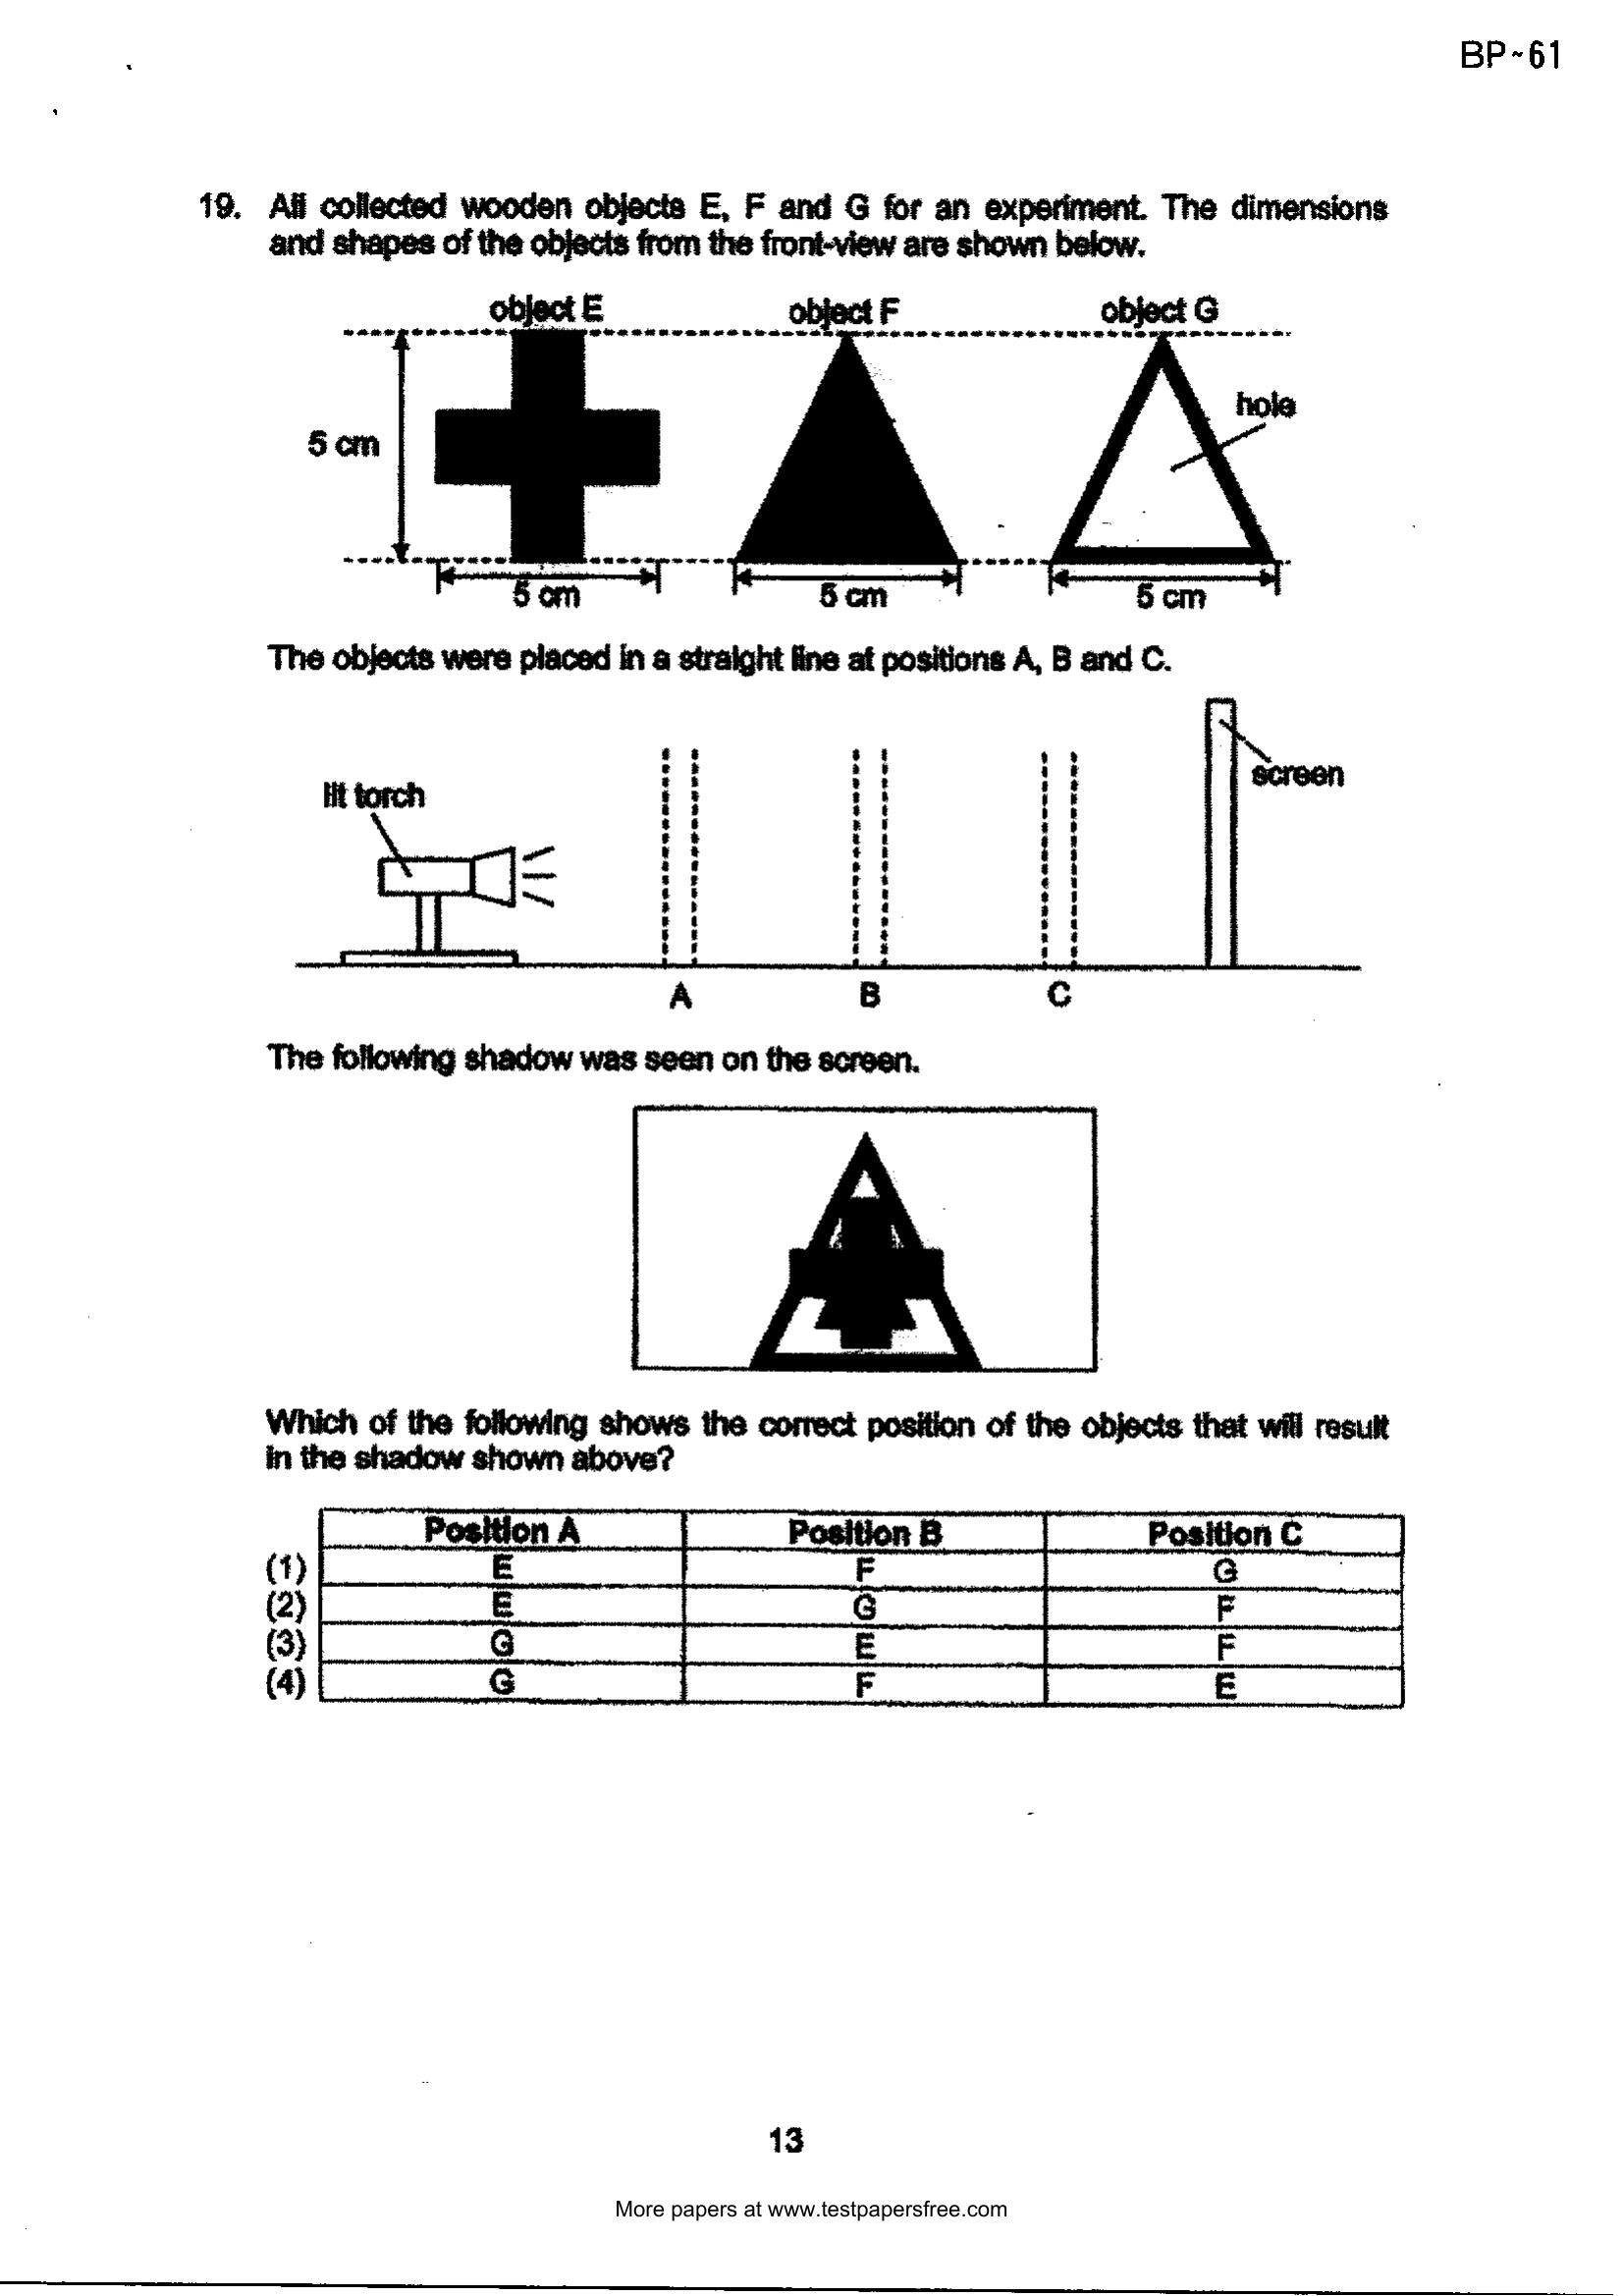 BP~61
19. Ali collected wooden objects E, F and G for an experiment. The dimensions
and shapes of the objects from the front-view are shown below.
object E object F object G
hole
5 cm
5 cm 5 cm 5 cm
The objects were placed in a straight line at positions A, B and C.
screen
lit torch
A B C
The following shadow was seen on the screen.
Which of the following shows the correct position of the objects that will result
in the shadow shown above?
Position A Position B Position C
(1) E F G
(2) E G F
(3) G E F
(4) G F E
13
More papers at www.testpapersfree.com